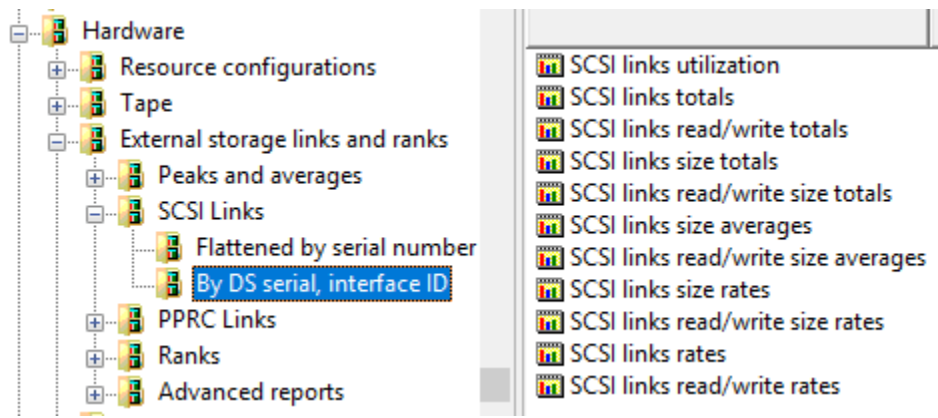 Hardware
Resource configurations
Tape
External storage links and ranks
Peaks and averages
SCSI Links
Flattened by serial number
By DS serial, interface ID
PPRC Links
Ranks
Advanced reports
SCSI links utilization
SCSI links totals
SCSI links read/write totals
SCSI links size totals
SCSI links read/write size totals
SCSI links size averages
SCSI links read/write size averages
SCSI links size rates
SCSI links read/write size rates
SCSI links rates
SCSI links read/write rates